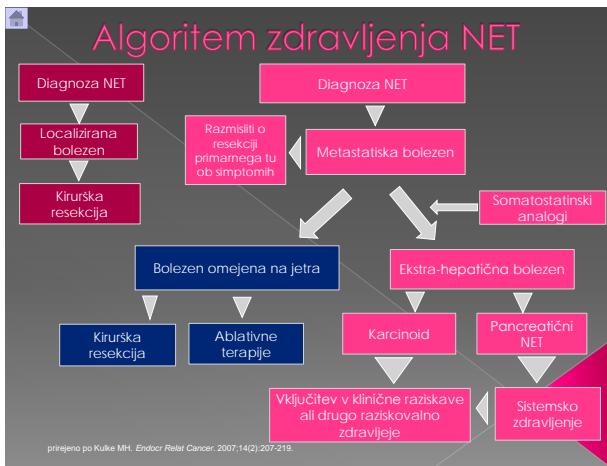 Algoritem zdravljenja NET
Diagnoza NET
Localizirana
bolezen
Kirurška
resekcija
Diagnoza NET
Razmisliti o
resekciji
primarnega tu
ob simptomih
Metastatiska bolezen
Somatostatinski
analogi
Bolezen omejena na jetra
Ekstra-hepatična bolezen
Kirurška
resekcija
Ablativne
terapije
Karcinoid
Pancreatični
NET
Vključitev v klinične raziskave
ali drugo raziskovalno
zdravljeje
Sistemsko
zdravljenje
prirejeno po Kulke MH. Endocr Relat Cancer. 2007;14(2):207-219.